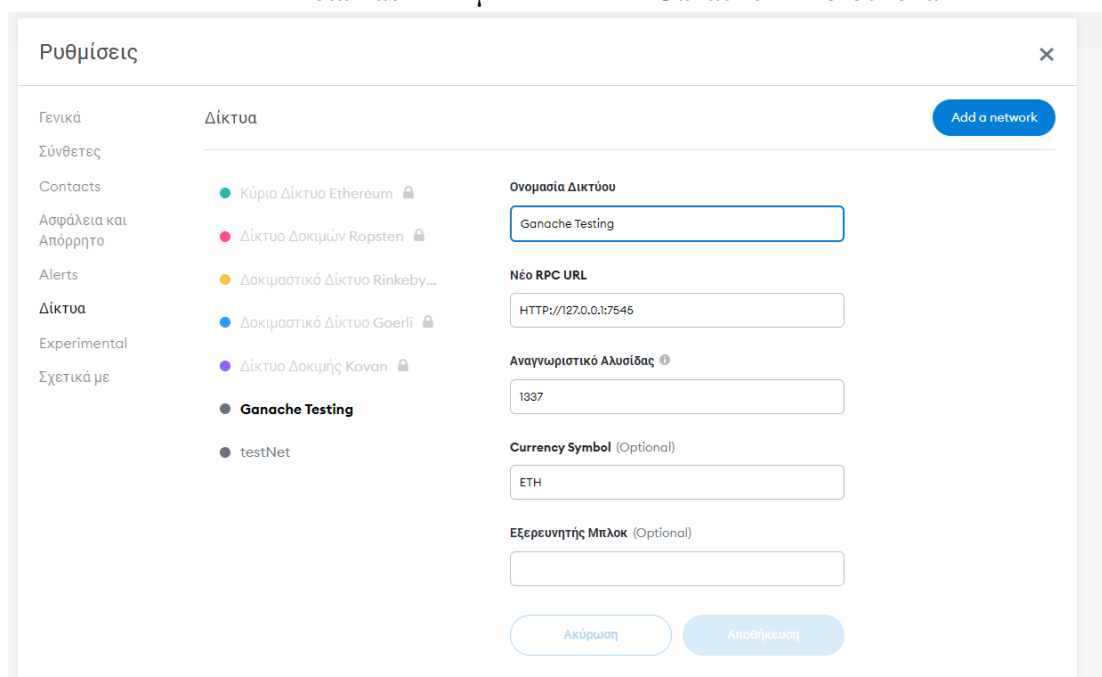 Ρυθμίσεις
Γενικά
Σύνθετες
Contacts
Ασφάλεια και
Απόρρητο
Alerts
Δίκτυα
Experimental
Σχετικά με
Δίκτυα
Add a network
Κύριο Δίκτυο Ethereum
Δίκτυο Δοκιμών Ropsten
Δοκιμαστικό Δίκτυο Rinkeby...
Δοκιμαστικό Δίκτυο Goerli
Δίκτυο Δοκιμής Kovan
Ganache Testing
testNet
Ονομασία Δικτύου
Ganache Testing
Νέο RPC URL
HTTP://127.0.0.1:7545
Αναγνωριστικό Αλυσίδας
1337
Currency Symbol (Optional)
ETH
Εξερευνητής Μπλοκ (Optional)
Ακύρωση
Αποθήκευση